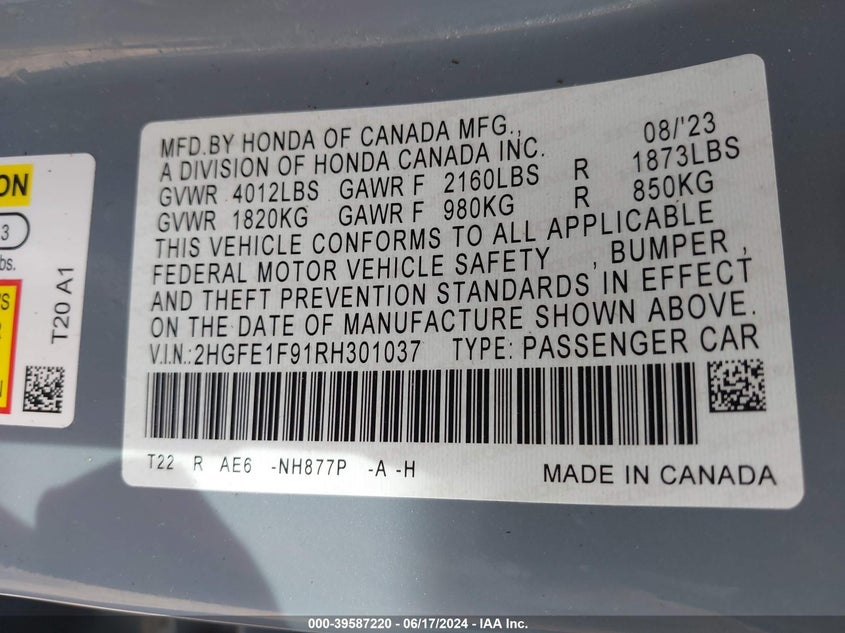 ON
3
bs.
'S
R
N
T20 A1
MFD.BY HONDA OF CANADA MFG., 08/'23
A DIVISION OF HONDA CANADA INC.
GVWR 4012LBS GAWR F 2160LBS R 1873LBS
GVWR 1820KG GAWR F 980KG R 850KG
THIS VEHICLE CONFORMS TO ALL APPLICABLE
FEDERAL MOTOR VEHICLE SAFETY , BUMPER ,
AND THEFT PREVENTION STANDARDS IN EFFECT
ON THE DATE OF MANUFACTURE SHOWN ABOVE.
V.I.N.:2HGFE1F91RH301037 TYPE: PASSENGER CAR
T22 R AE6 -NH877P -A -H MADE IN CANADA
000-39587220 - 06/17/2024 - IAA Inc.